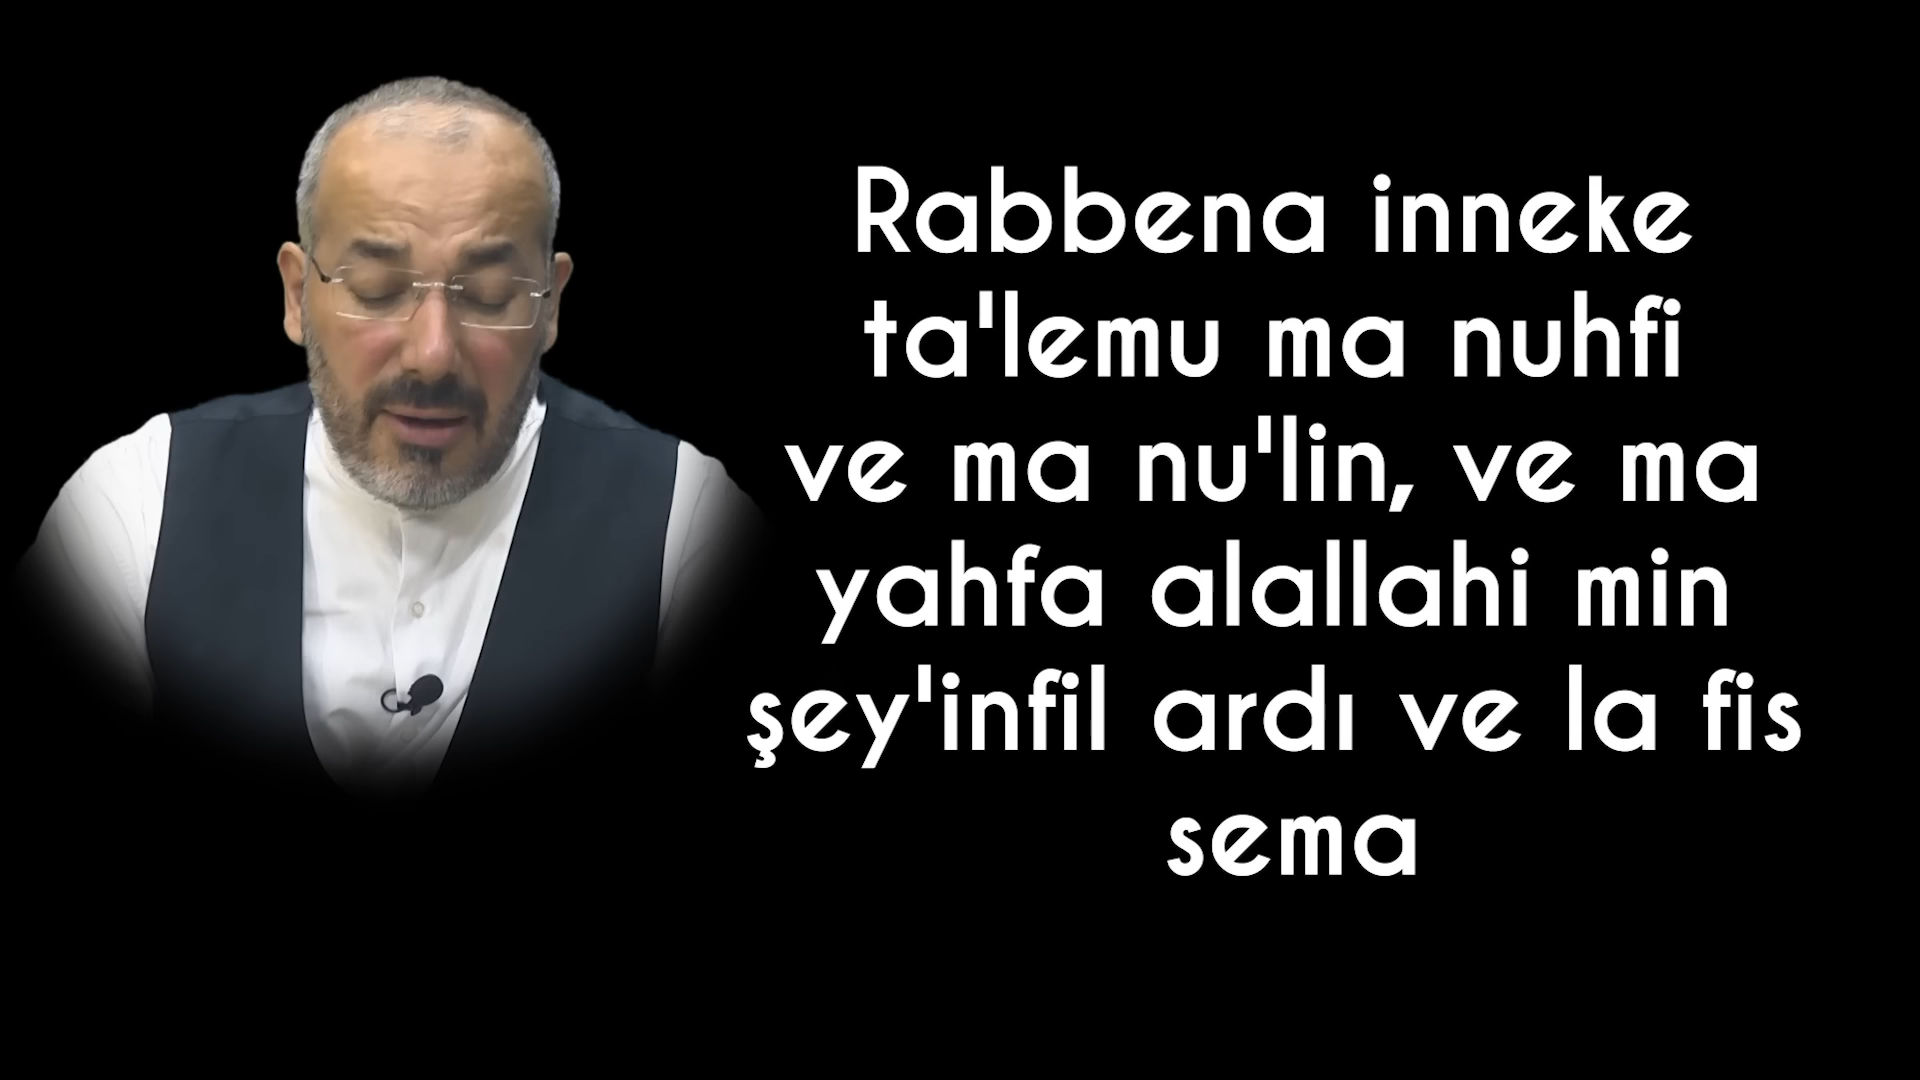 Rabbena inneke
ta'lemu ma nuhfi
ve ma nu'lin, ve ma
yahfa alallahi min
şey'infil ardı ve la fis
sema